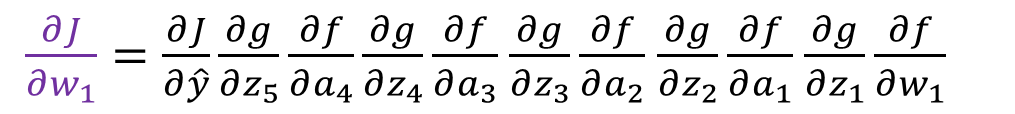 ∂J/∂w₁ = ∂J/∂ŷ ∂g/∂z₅ ∂f/∂a₄ ∂g/∂z₄ ∂f/∂a₃ ∂g/∂z₃ ∂f/∂a₂ ∂g/∂z₂ ∂f/∂a₁ ∂g/∂z₁ ∂f/∂w₁